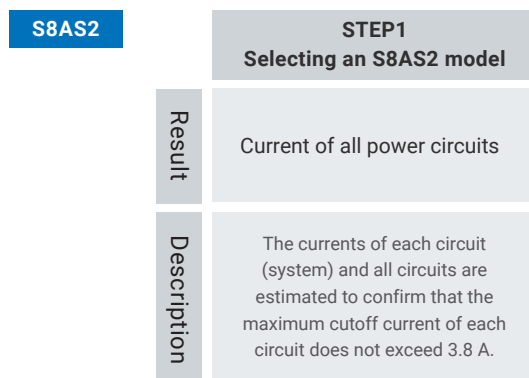 S8AS2
STEP1
Selecting an S8AS2 model
Result
Current of all power circuits
Description
The currents of each circuit
(system) and all circuits are
estimated to confirm that the
maximum cutoff current of each
circuit does not exceed 3.8 A.